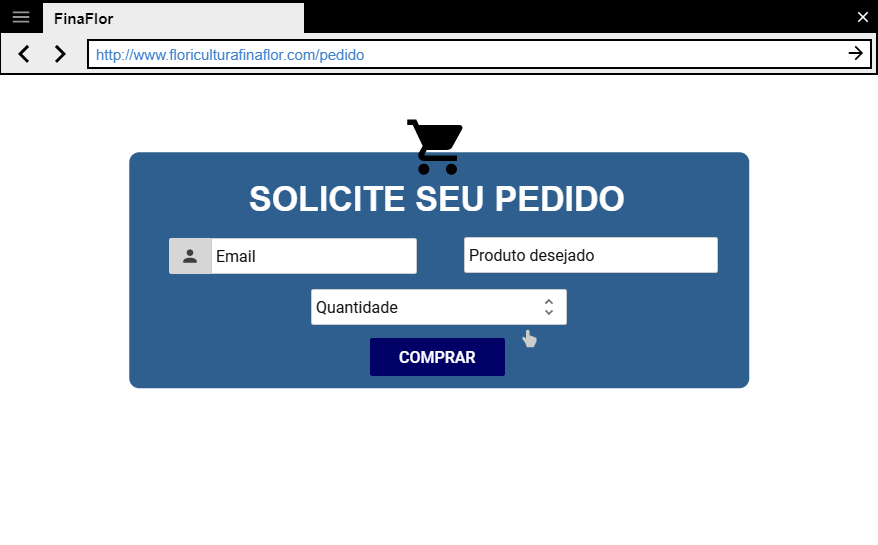 FinaFlor
http://www.floriculturafinaflor.com/pedido
SOLICITE SEU PEDIDO
Email
Produto desejado
Quantidade
COMPRAR